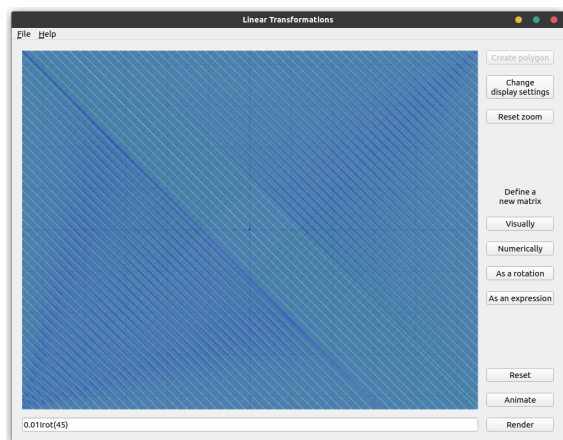 Linear Transformations
File Help
Create polygon
Change
display settings
Reset zoom
Define a
new matrix
Visually
Numerically
As a rotation
As an expression
Reset
Animate
0.01Irot(45)
Render